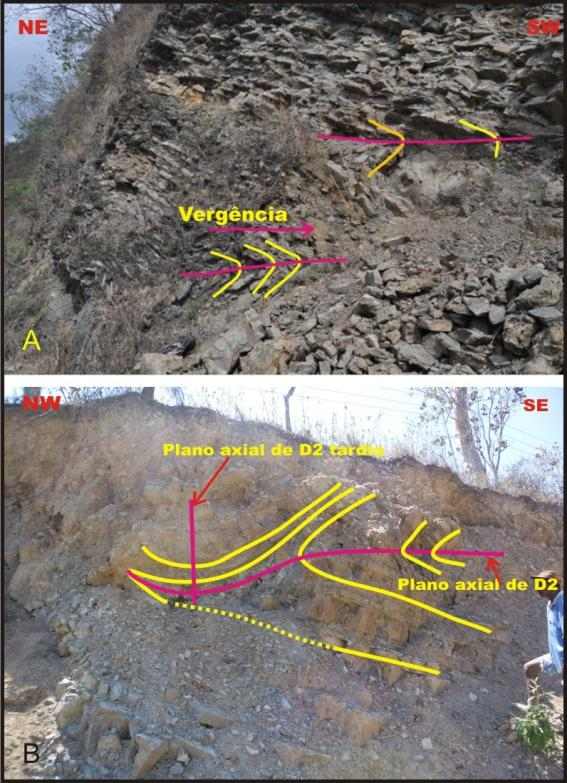 NE
SW
Vergência
A
NW
SE
Plano axial de D2 tardia
Plano axial de D2
B